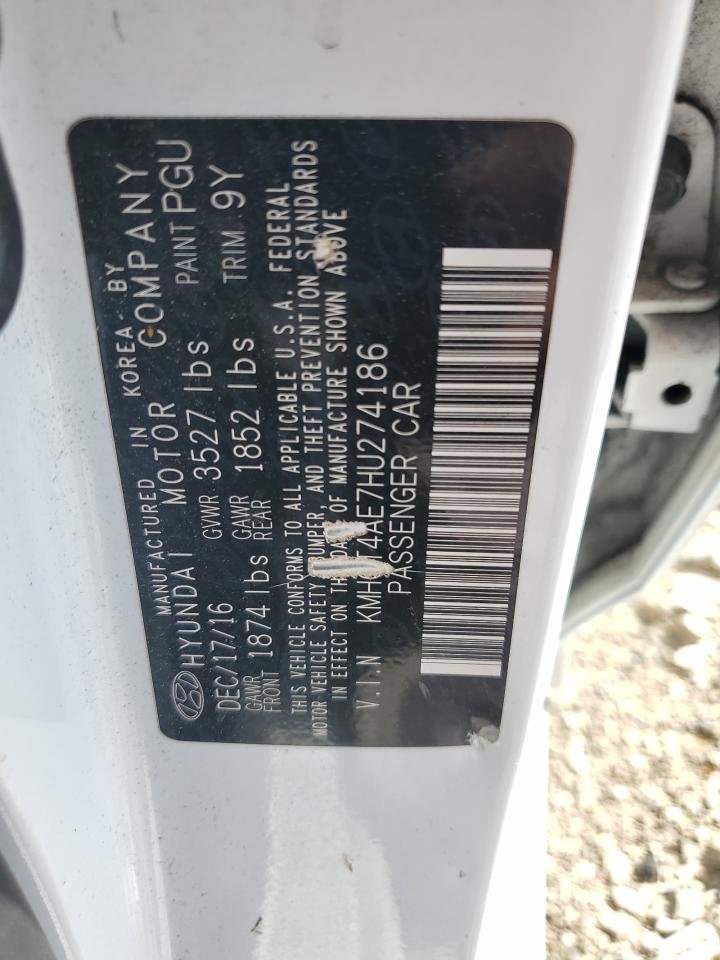 MANUFACTURED IN KOREA BY
HYUNDAI MOTOR COMPANY
DEC/17/16 GVWR 3527 lbs PAINT PGU
GAWR FRONT 1874 lbs GAWR REAR 1852 lbs TRIM 9Y
THIS VEHICLE CONFORMS TO ALL APPLICABLE U.S.A. FEDERAL
MOTOR VEHICLE SAFETY, BUMPER, AND THEFT PREVENTION STANDARDS
IN EFFECT ON THE DATE OF MANUFACTURE SHOWN ABOVE
V.I.N KMHCT4AE7HU274186
PASSENGER CAR